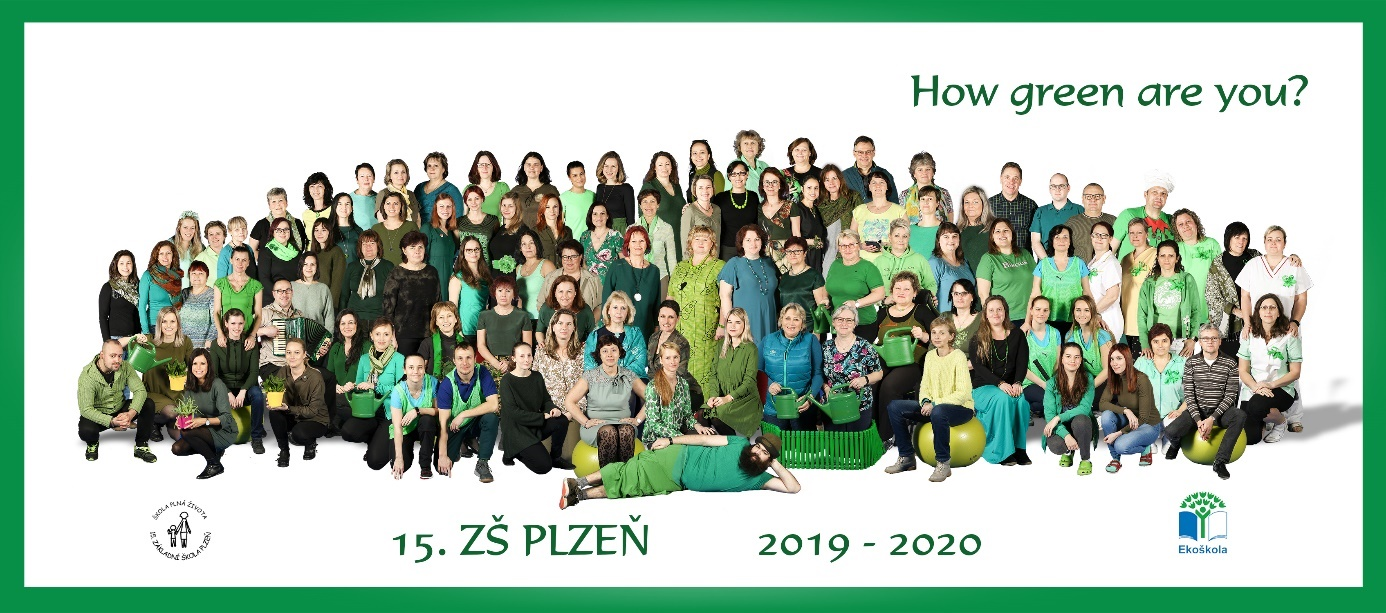 How green are you?
ŠKOLA PLNÁ ŽIVOTA
15. ZÁKLADNÍ ŠKOLA PLZEŇ
15. ZŠ PLZEŇ
2019 - 2020
Ekoškola